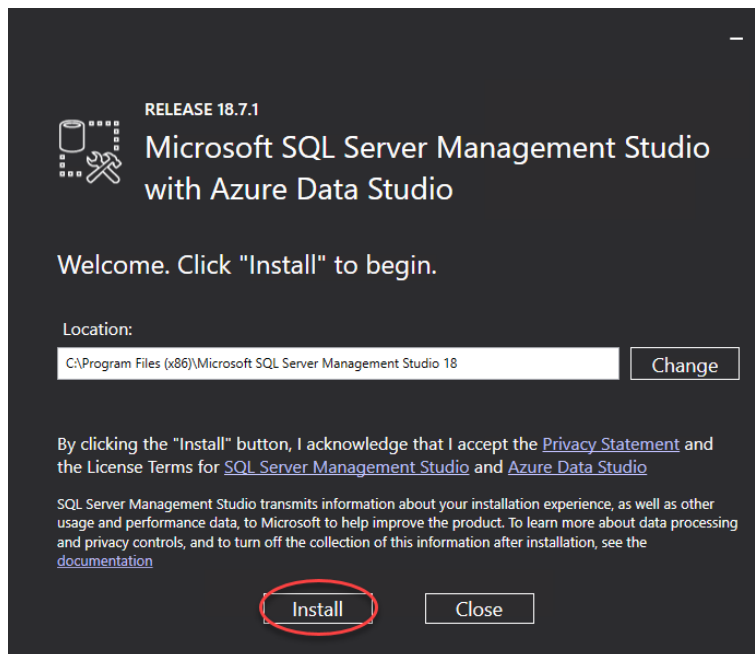 RELEASE 18.7.1
Microsoft SQL Server Management Studio
with Azure Data Studio
Welcome. Click "Install" to begin.
Location:
C:\Program Files (x86)\Microsoft SQL Server Management Studio 18
Change
By clicking the "Install" button, I acknowledge that I accept the Privacy Statement and
the License Terms for SQL Server Management Studio and Azure Data Studio
SQL Server Management Studio transmits information about your installation experience, as well as other
usage and performance data, to Microsoft to help improve the product. To learn more about data processing
and privacy controls, and to turn off the collection of this information after installation, see the
documentation
Install
Close